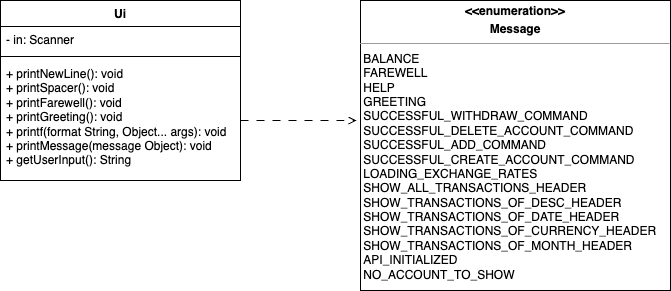 Ui
- in: Scanner
+ printNewLine(): void
+ printSpacer(): void
+ printFarewell(): void
+ printGreeting(): void
+ printf(format String, Object... args): void
+ printMessage(message Object): void
+ getUserInput(): String
<<enumeration>>
Message
BALANCE
FAREWELL
HELP
GREETING
SUCCESSFUL_WITHDRAW_COMMAND
SUCCESSFUL_DELETE_ACCOUNT_COMMAND
SUCCESSFUL_ADD_COMMAND
SUCCESSFUL_CREATE_ACCOUNT_COMMAND
LOADING_EXCHANGE_RATES
SHOW_ALL_TRANSACTIONS_HEADER
SHOW_TRANSACTIONS_OF_DESC_HEADER
SHOW_TRANSACTIONS_OF_DATE_HEADER
SHOW_TRANSACTIONS_OF_CURRENCY_HEADER
SHOW_TRANSACTIONS_OF_MONTH_HEADER
API_INITIALIZED
NO_ACCOUNT_TO_SHOW